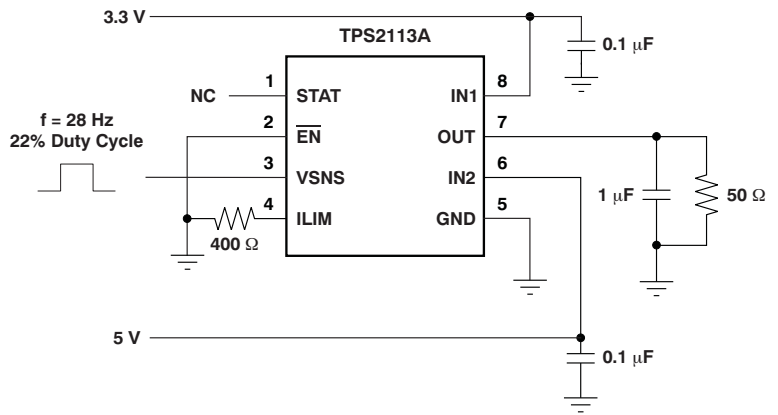 3.3 V
TPS2113A
0.1 μF
NC
1
STAT
IN1
8
f = 28 Hz
22% Duty Cycle
2
EN
OUT
7
3
VSNS
IN2
6
1 μF
50 Ω
4
ILIM
GND
5
400 Ω
5 V
0.1 μF